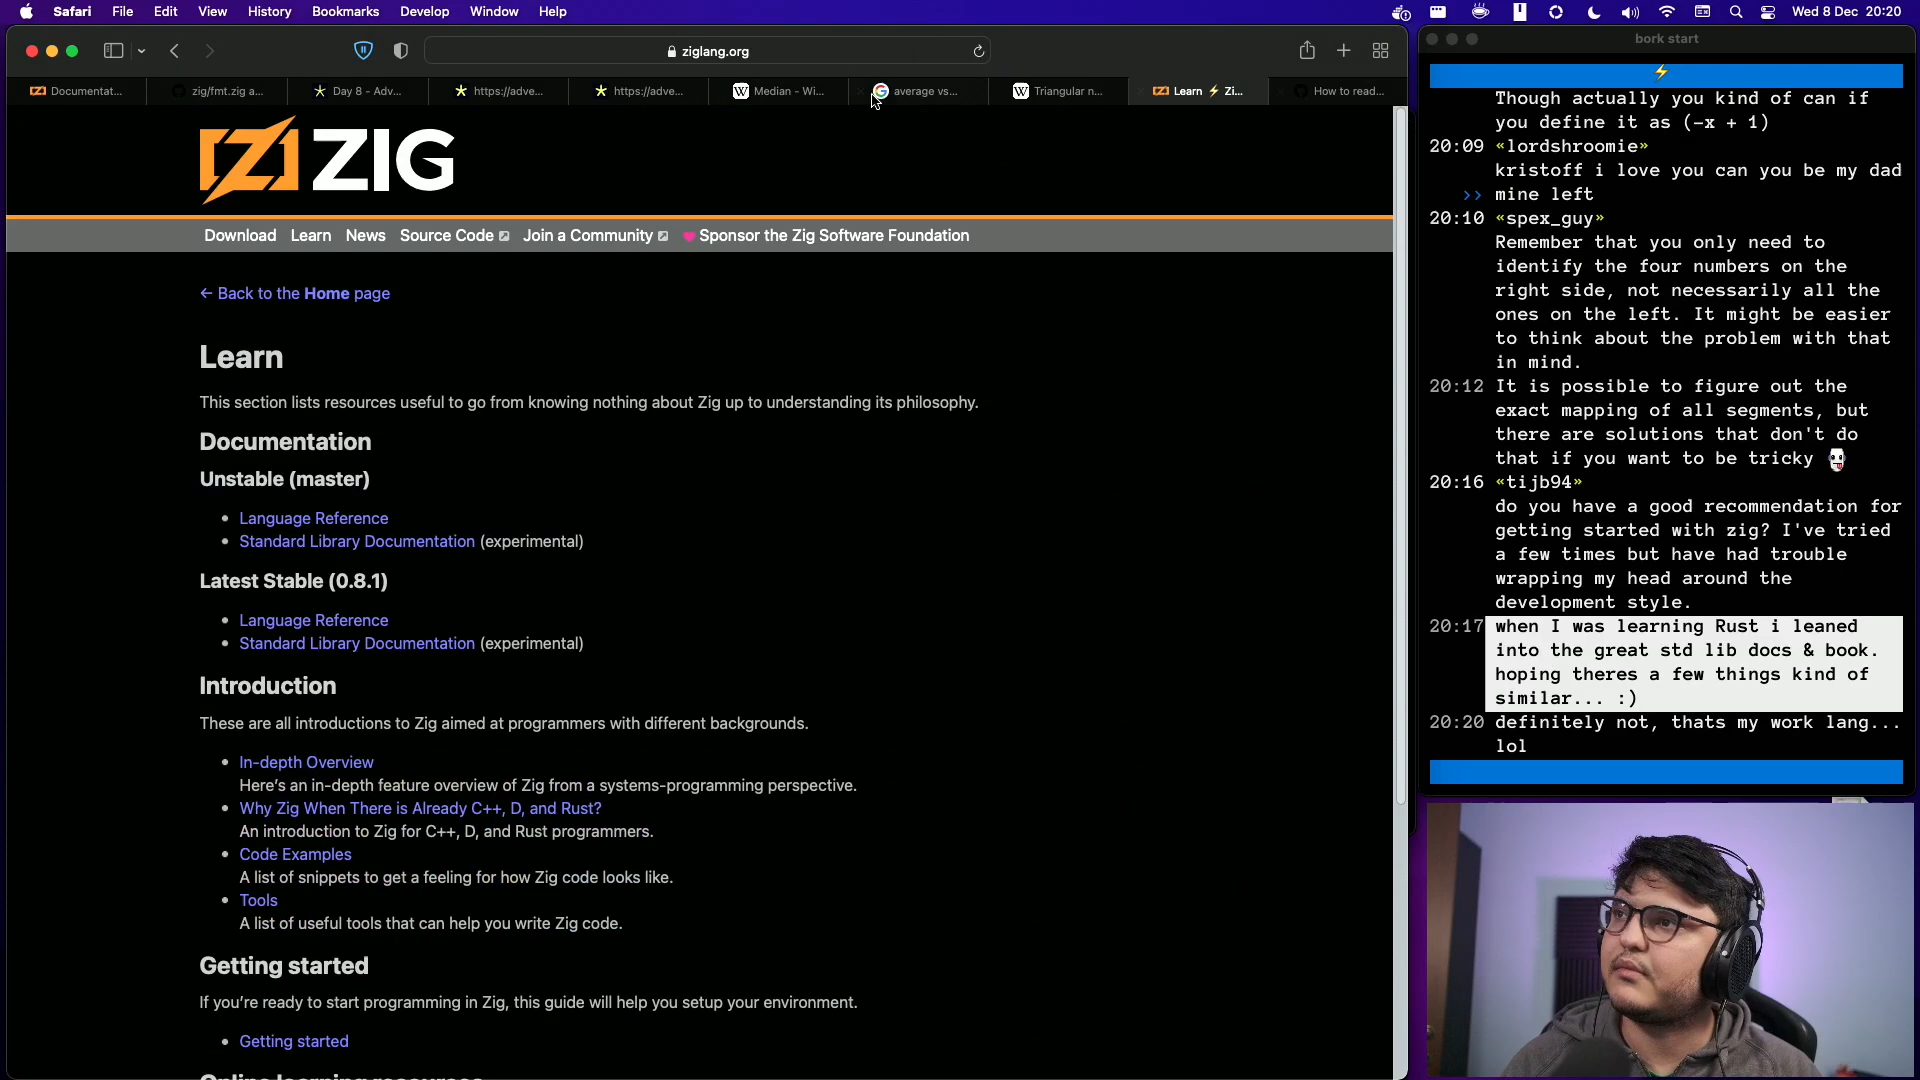 Safari File Edit View History Bookmarks Develop Window Help Wed 8 Dec 20:20
ziglang.org
Documentat... zig/fmt.zig a... Day 8 - Adv... https://adve... https://adve... Median - Wi... average vs... Triangular n... Learn ⚡ Zi... How to read...
ZIG
Download Learn News Source Code Join a Community Sponsor the Zig Software Foundation
← Back to the Home page
Learn
This section lists resources useful to go from knowing nothing about Zig up to understanding its philosophy.
Documentation
Unstable (master)
• Language Reference
• Standard Library Documentation (experimental)
Latest Stable (0.8.1)
• Language Reference
• Standard Library Documentation (experimental)
Introduction
These are all introductions to Zig aimed at programmers with different backgrounds.
• In-depth Overview
Here's an in-depth feature overview of Zig from a systems-programming perspective.
• Why Zig When There is Already C++, D, and Rust?
An introduction to Zig for C++, D, and Rust programmers.
• Code Examples
A list of snippets to get a feeling for how Zig code looks like.
• Tools
A list of useful tools that can help you write Zig code.
Getting started
If you're ready to start programming in Zig, this guide will help you setup your environment.
• Getting started
Online learning resources
bork start
⚡
Though actually you kind of can if
you define it as (-x + 1)
20:09 «lordshroomie»
kristoff i love you can you be my dad
>> mine left
20:10 «spex_guy»
Remember that you only need to
identify the four numbers on the
right side, not necessarily all the
ones on the left. It might be easier
to think about the problem with that
in mind.
20:12 It is possible to figure out the
exact mapping of all segments, but
there are solutions that don't do
that if you want to be tricky
20:16 «tijb94»
do you have a good recommendation for
getting started with zig? I've tried
a few times but have had trouble
wrapping my head around the
development style.
20:17 when I was learning Rust i leaned
into the great std lib docs & book.
hoping theres a few things kind of
similar... :)
20:20 definitely not, thats my work lang...
lol